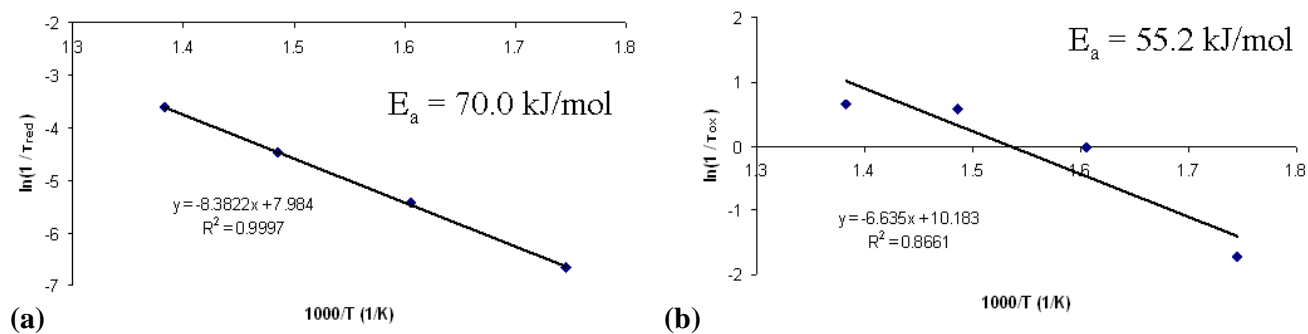 -2
1.3 1.4 1.5 1.6 1.7 1.8
-3
-4
-5
-6
-7
ln(1 / τred)
Ea = 70.0 kJ/mol
y = -8.3822x + 7.984
R² = 0.9997
1000/T (1/K)
(a)
2
1
0
-1
-2
1.3 1.4 1.5 1.6 1.7 1.8
ln(1 / τox)
Ea = 55.2 kJ/mol
y = -6.635x + 10.183
R² = 0.8661
1000/T (1/K)
(b)